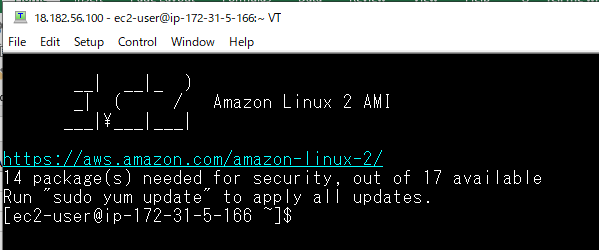 18.182.56.100 - ec2-user@ip-172-31-5-166:~ VT
File Edit Setup Control Window Help
__|  __|_  )
_|  (     /   Amazon Linux 2 AMI
___|¥___|___|
https://aws.amazon.com/amazon-linux-2/
14 package(s) needed for security, out of 17 available
Run "sudo yum update" to apply all updates.
[ec2-user@ip-172-31-5-166 ~]$